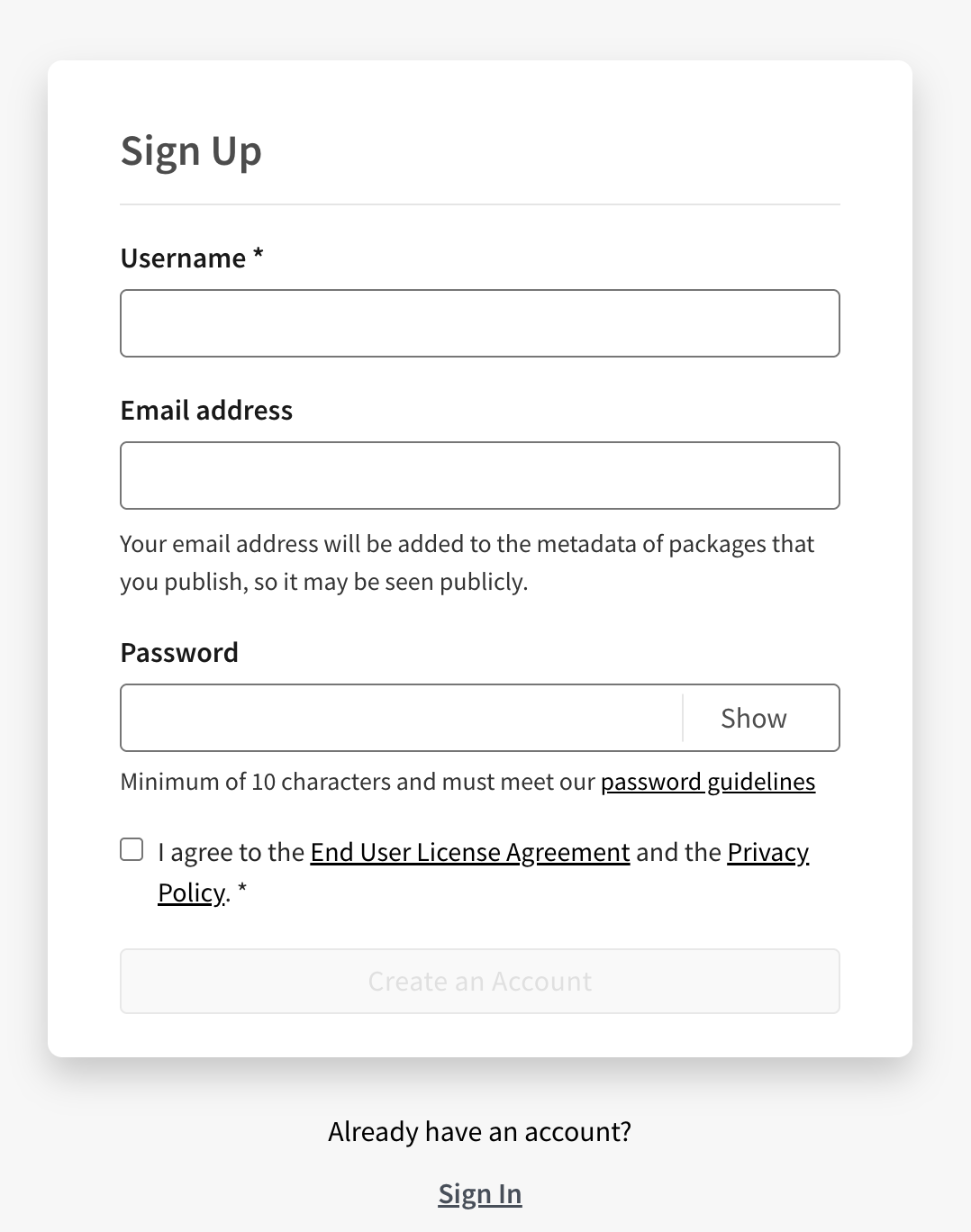 Sign Up
Username *
Email address
Your email address will be added to the metadata of packages that
you publish, so it may be seen publicly.
Password
Show
Minimum of 10 characters and must meet our password guidelines
I agree to the End User License Agreement and the Privacy
Policy. *
Create an Account
Already have an account?
Sign In